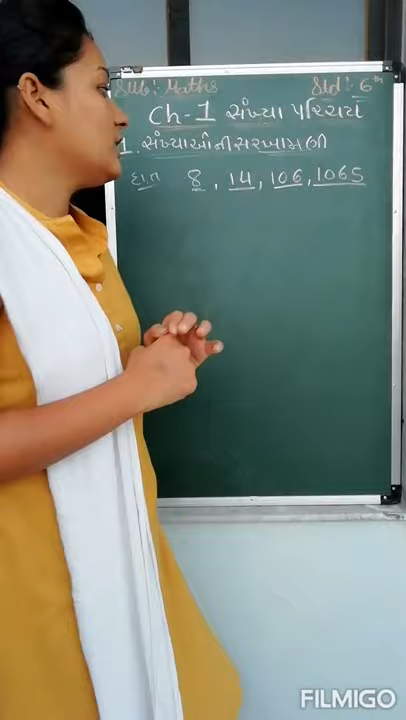 Sub: Maths Std: 6th
Ch-1 સંખ્યા પરિચય
1. સંખ્યાઓની સરખામણી
દા.ત 8, 14, 106, 1065
FILMIGO